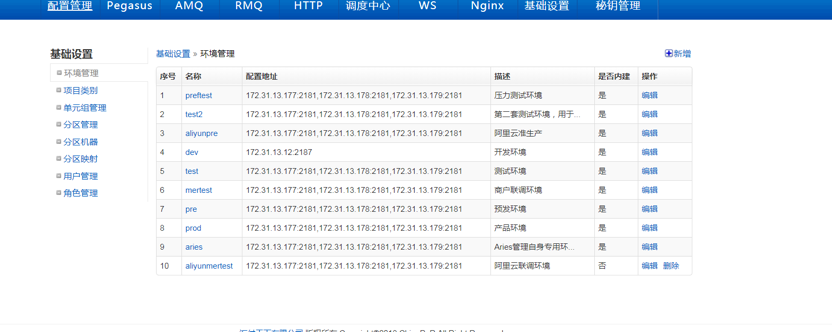 配置管理 Pegasus AMQ RMQ HTTP 调度中心 WS Nginx 基础设置 秘钥管理
基础设置
环境管理
项目类别
单元组管理
分区管理
分区机器
分区映射
用户管理
角色管理
基础设置 » 环境管理 新增
序号 名称 配置地址 描述 是否内建 操作
1 preftest 172.31.13.177:2181,172.31.13.178:2181,172.31.13.179:2181 压力测试环境 是 编辑
2 test2 172.31.13.177:2181,172.31.13.178:2181,172.31.13.179:2181 第二套测试环境，用于... 是 编辑
3 aliyunpre 172.31.13.177:2181,172.31.13.178:2181,172.31.13.179:2181 阿里云准生产 是 编辑
4 dev 172.31.13.12:2187 开发环境 是 编辑
5 test 172.31.13.177:2181,172.31.13.178:2181,172.31.13.179:2181 测试环境 是 编辑
6 mertest 172.31.13.177:2181,172.31.13.178:2181,172.31.13.179:2181 商户联调环境 是 编辑
7 pre 172.31.13.177:2181,172.31.13.178:2181,172.31.13.179:2181 预发环境 是 编辑
8 prod 172.31.13.177:2181,172.31.13.178:2181,172.31.13.179:2181 产品环境 是 编辑
9 aries 172.31.13.177:2181,172.31.13.178:2181,172.31.13.179:2181 Aries管理自身专用环... 是 编辑
10 aliyunmertest 172.31.13.177:2181,172.31.13.178:2181,172.31.13.179:2181 阿里云联调环境 否 编辑 删除